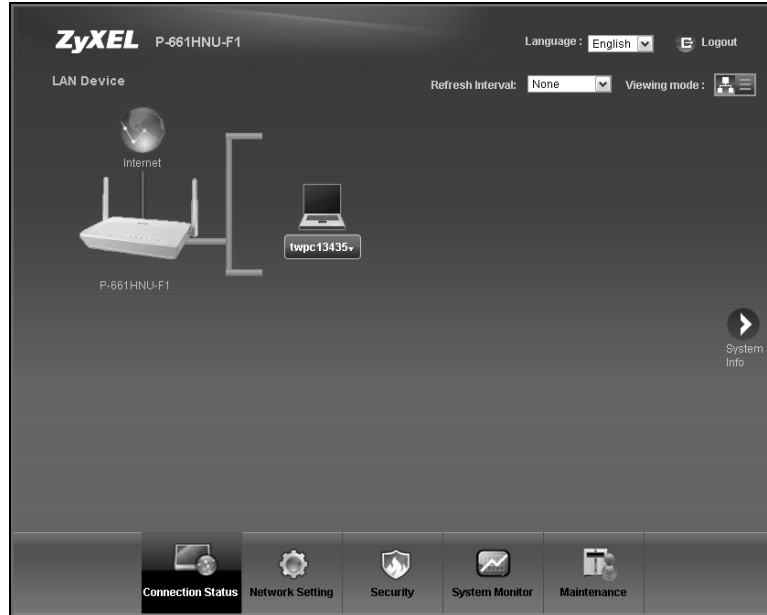 ZyXEL P-661HNU-F1
Language : English
Logout
LAN Device
Refresh Interval: None
Viewing mode :
Internet
twpc13435
P-661HNU-F1
System
Info
Connection Status
Network Setting
Security
System Monitor
Maintenance